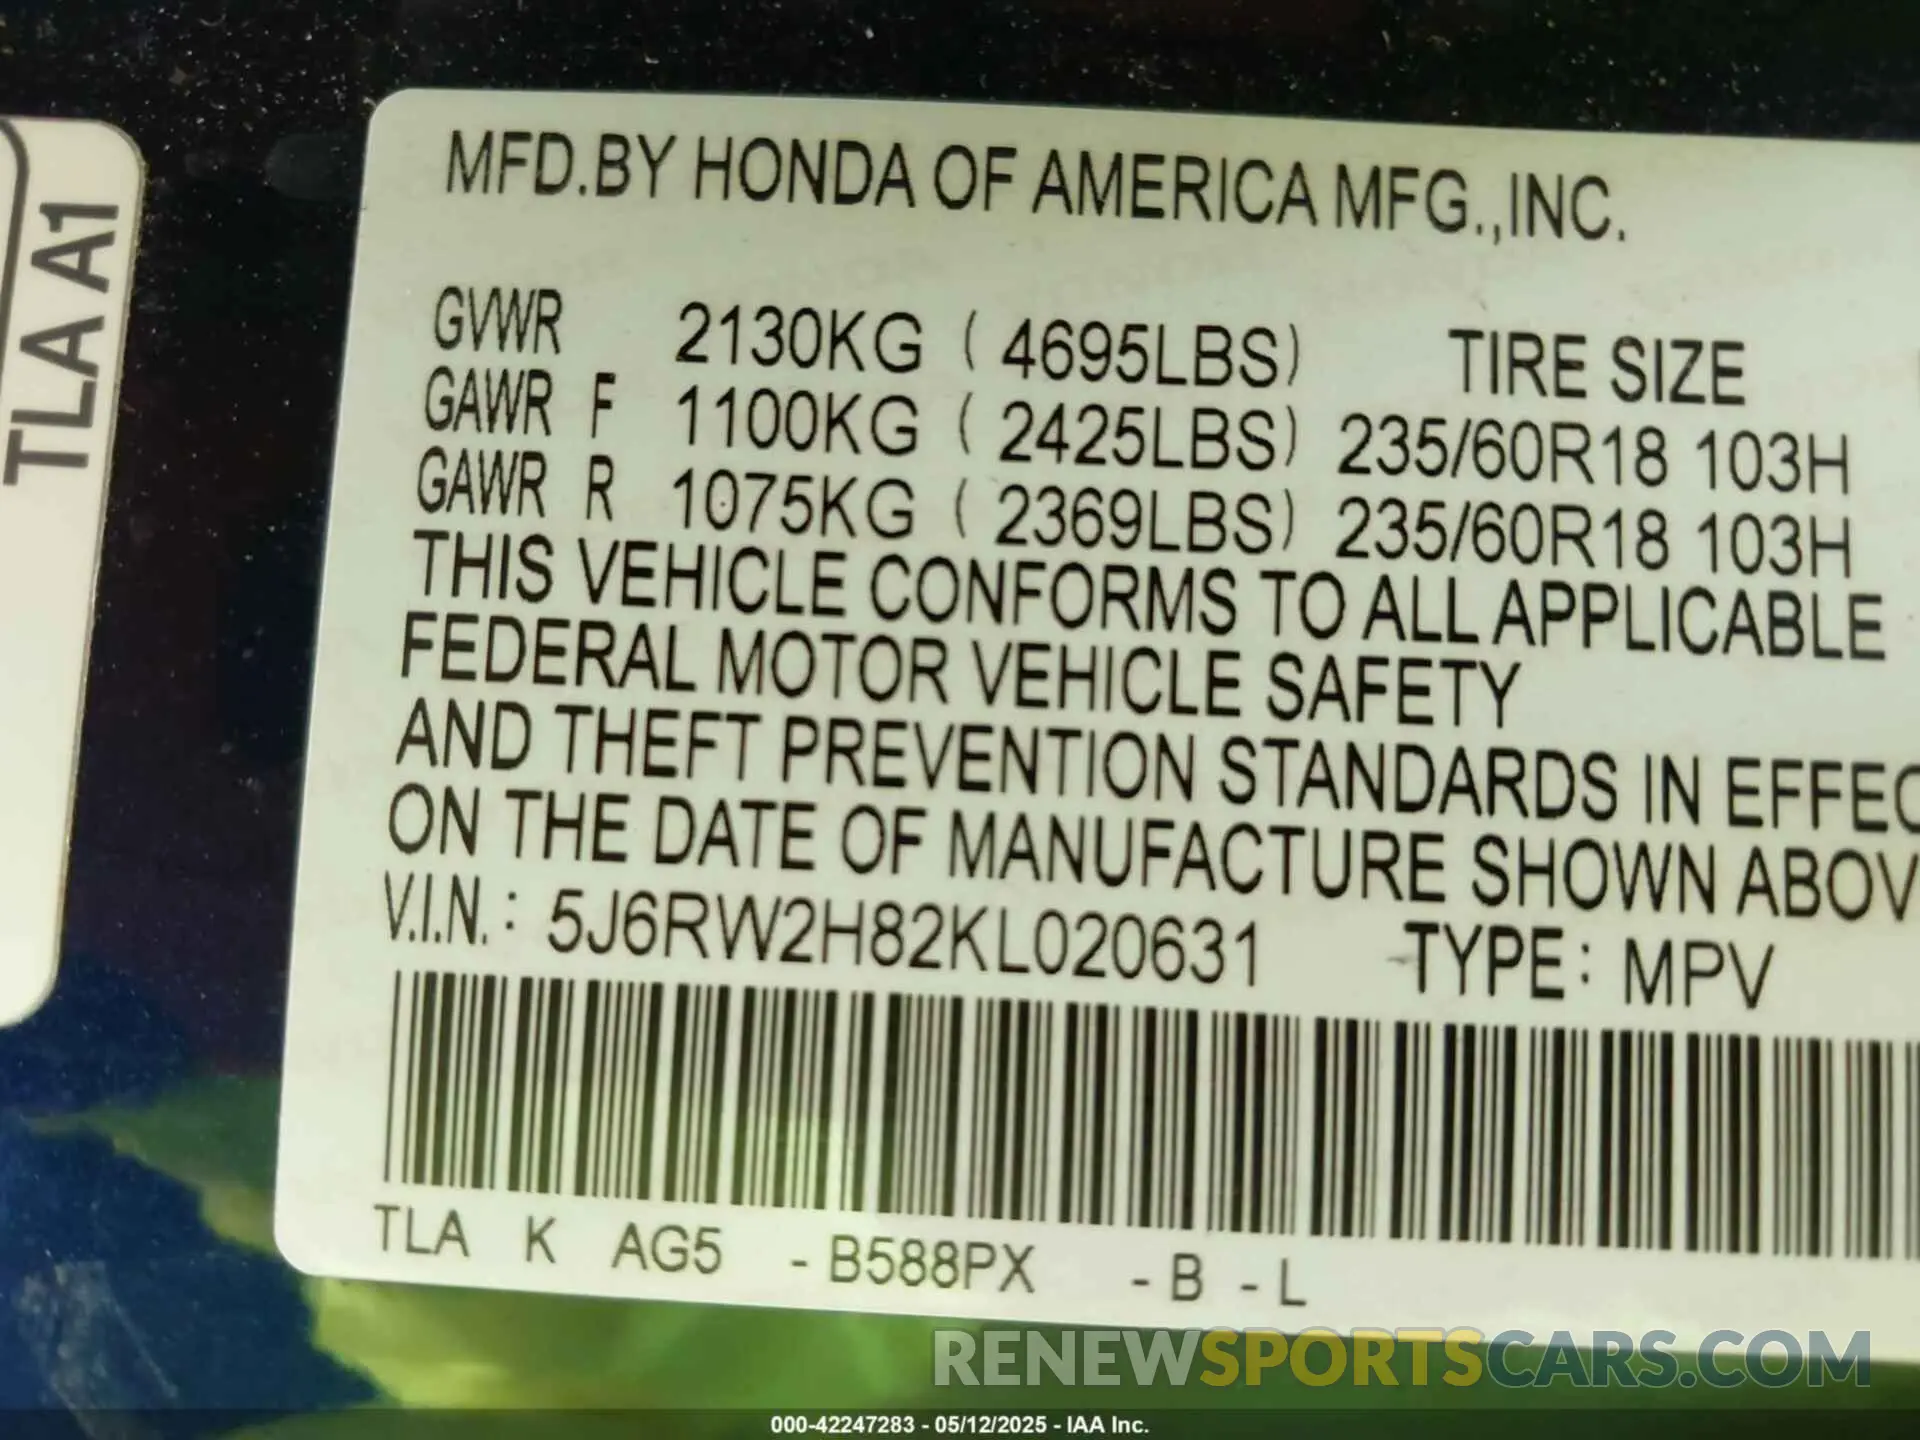 TLA A1
MFD.BY HONDA OF AMERICA MFG.,INC.
GVWR 2130KG ( 4695LBS) TIRE SIZE
GAWR F 1100KG ( 2425LBS) 235/60R18 103H
GAWR R 1075KG ( 2369LBS) 235/60R18 103H
THIS VEHICLE CONFORMS TO ALL APPLICABLE
FEDERAL MOTOR VEHICLE SAFETY
AND THEFT PREVENTION STANDARDS IN EFFEC
ON THE DATE OF MANUFACTURE SHOWN ABOV
V.I.N.: 5J6RW2H82KL020631 TYPE: MPV
TLA K AG5 -B588PX -B -L
RENEWSPORTSCARS.COM
000-42247283 - 05/12/2025 - IAA Inc.